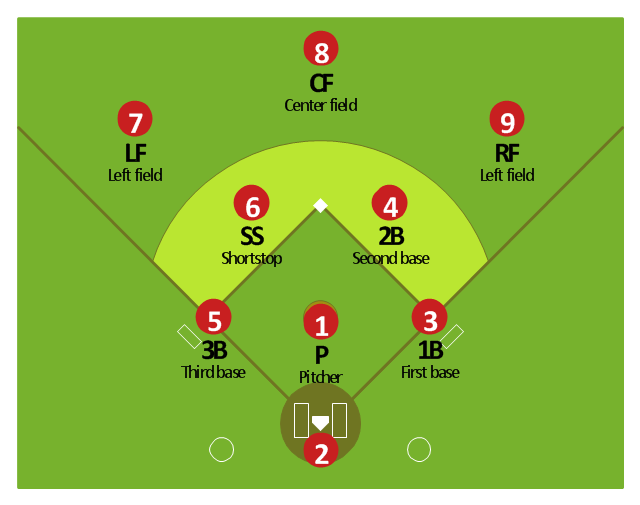 8
CF
Center field
7
LF
Left field
9
RF
Left field
6
SS
Shortstop
4
2B
Second base
5
3B
Third base
1
P
Pitcher
3
1B
First base
2